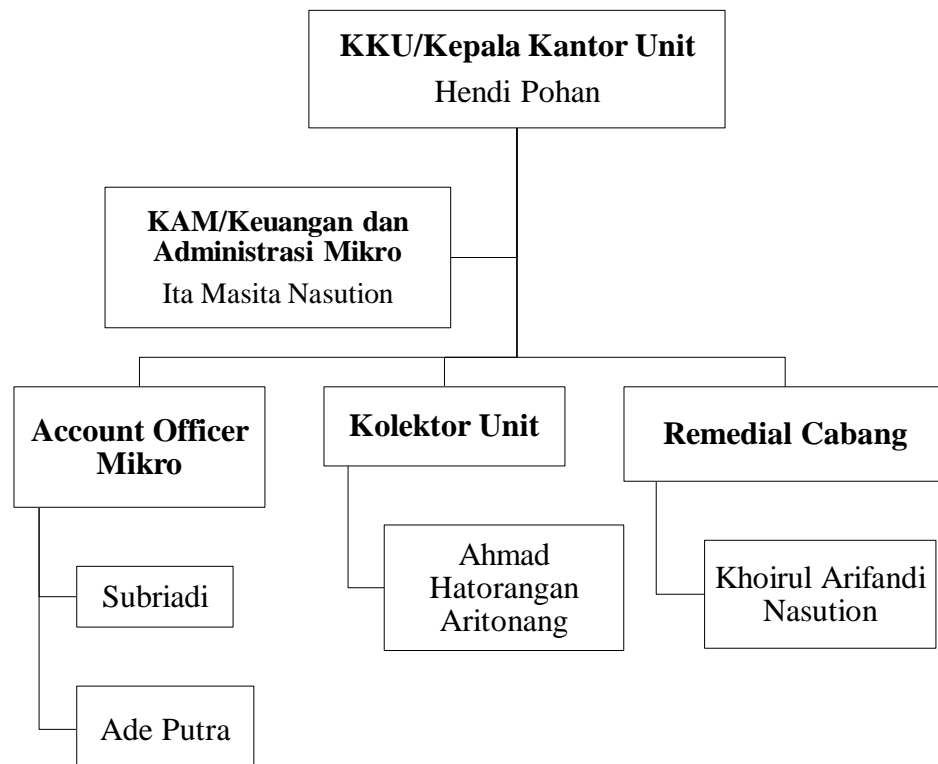 KKU/Kepala Kantor Unit
Hendi Pohan
KAM/Keuangan dan
Administrasi Mikro
Ita Masita Nasution
Account Officer
Mikro
Kolektor Unit
Remedial Cabang
Subriadi
Ade Putra
Ahmad
Hatorangan
Aritonang
Khoirul Arifandi
Nasution